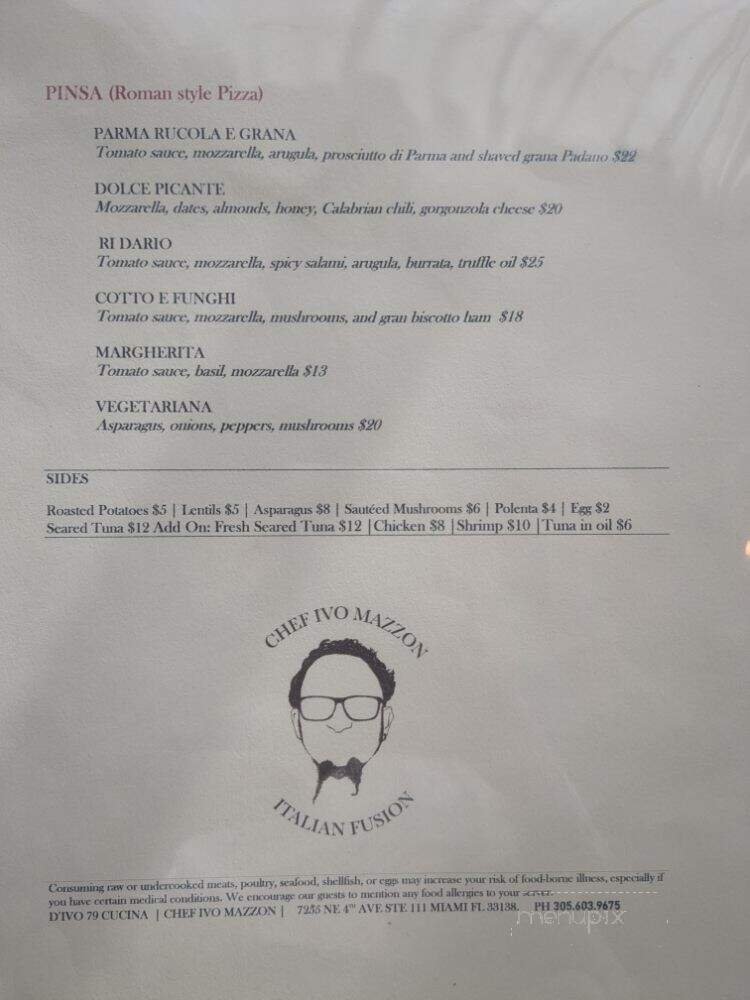 PINSA (Roman style Pizza)
PARMA RUCOLA E GRANA
Tomato sauce, mozzarella, arugula, prosciutto di Parma and shaved grana Padano $22
DOLCE PICANTE
Mozzarella, dates, almonds, honey, Calabrian chili, gorgonzola cheese $20
RI DARIO
Tomato sauce, mozzarella, spicy salami, arugula, burrata, truffle oil $25
COTTO E FUNGHI
Tomato sauce, mozzarella, mushrooms, and gran biscotto ham $18
MARGHERITA
Tomato sauce, basil, mozzarella $13
VEGETARIANA
Asparagus, onions, peppers, mushrooms $20
SIDES
Roasted Potatoes $5 | Lentils $5 | Asparagus $8 | Sautéed Mushrooms $6 | Polenta $4 | Egg $2
Seared Tuna $12 Add On: Fresh Seared Tuna $12 |Chicken $8 |Shrimp $10 |Tuna in oil $6
CHEF IVO MAZZON
ITALIAN FUSION
Consuming raw or undercooked meats, poultry, seafood, shellfish, or eggs may increase your risk of food-borne illness, especially if
you have certain medical conditions. We encourage our guests to mention any food allergies to your server.
D'IVO 79 CUCINA | CHEF IVO MAZZON | 7255 NE 4TH AVE STE 111 MIAMI FL 33138. PH 305.603.9675
menupix